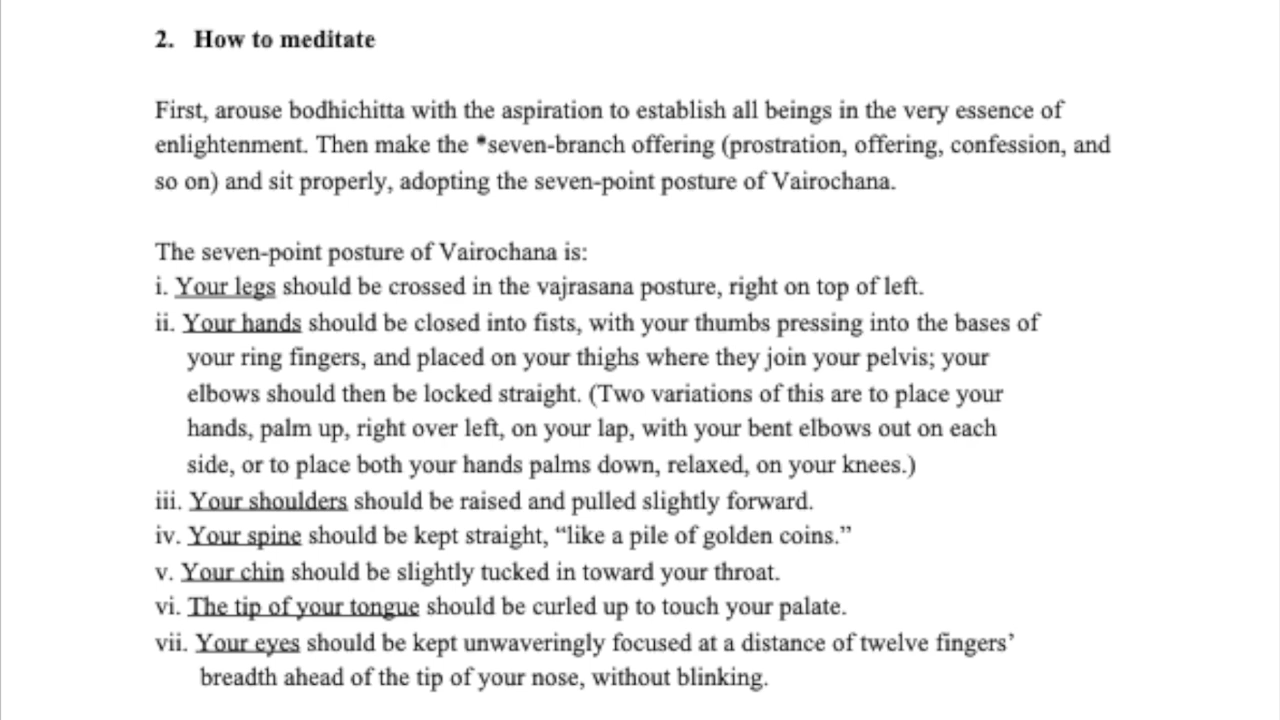 2. How to meditate
First, arouse bodhichitta with the aspiration to establish all beings in the very essence of
enlightenment. Then make the *seven-branch offering (prostration, offering, confession, and
so on) and sit properly, adopting the seven-point posture of Vairochana.
The seven-point posture of Vairochana is:
i. Your legs should be crossed in the vajrasana posture, right on top of left.
ii. Your hands should be closed into fists, with your thumbs pressing into the bases of
your ring fingers, and placed on your thighs where they join your pelvis; your
elbows should then be locked straight. (Two variations of this are to place your
hands, palm up, right over left, on your lap, with your bent elbows out on each
side, or to place both your hands palms down, relaxed, on your knees.)
iii. Your shoulders should be raised and pulled slightly forward.
iv. Your spine should be kept straight, “like a pile of golden coins.”
v. Your chin should be slightly tucked in toward your throat.
vi. The tip of your tongue should be curled up to touch your palate.
vii. Your eyes should be kept unwaveringly focused at a distance of twelve fingers’
breadth ahead of the tip of your nose, without blinking.